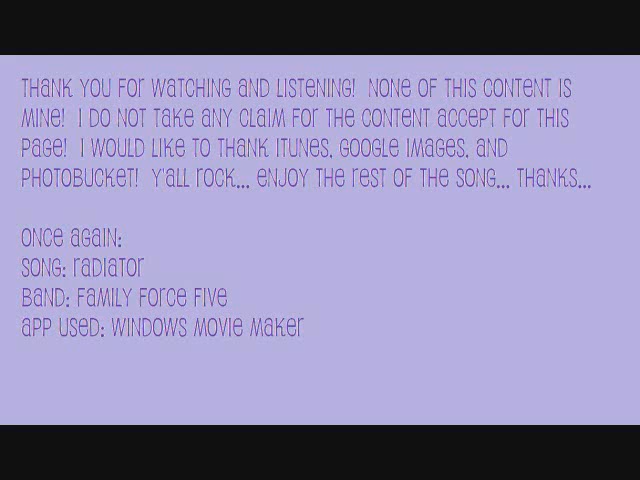 THANK YOU FOR WATCHING AND LISTENING!  NONE OF THIS CONTENT IS
MINE!  I DO NOT TAKE ANY CLAIM FOR THE CONTENT ACCEPT FOR THIS
PAGE!  I WOULD LIKE TO THANK ITUNES, GOOGLE IMAGES, AND
PHOTOBUCKET!  Y'ALL ROCK... ENJOY THE REST OF THE SONG... THANKS...
ONCE AGAIN:
SONG: RADIATOR
BAND: FAMILY FORCE FIVE
APP USED: WINDOWS MOVIE MAKER